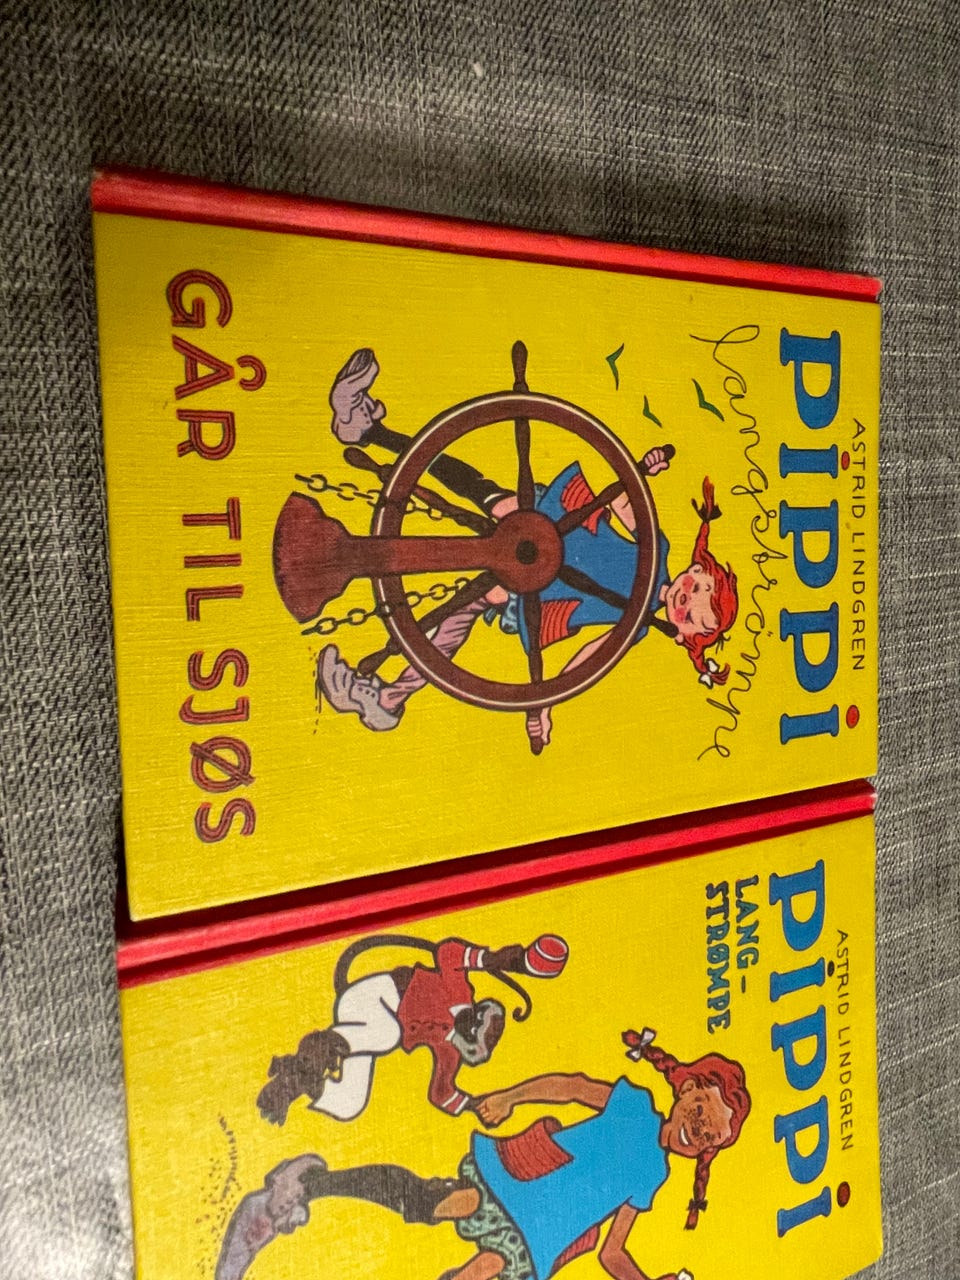 ASTRID LINDGREN
PIPPI
Langstrømpe
GÅR TIL SJØS
ASTRID LINDGREN
PIPPI
LANG-
STRØMPE